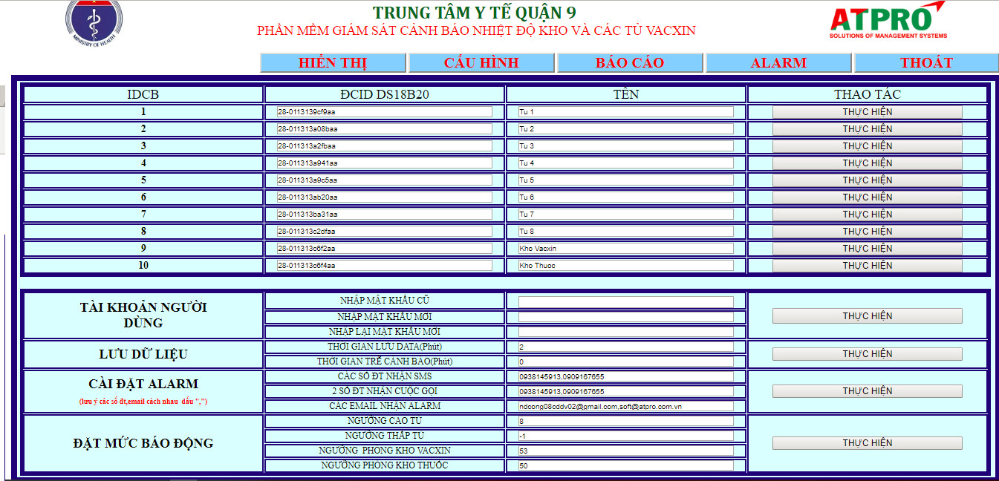 MINISTRY OF HEALTH
TRUNG TÂM Y TẾ QUẬN 9
PHẦN MỀM GIÁM SÁT CẢNH BÁO NHIỆT ĐỘ KHO VÀ CÁC TỦ VACXIN
ATPRO
SOLUTIONS OF MANAGEMENT SYSTEMS
HIỂN THỊ CẤU HÌNH BÁO CÁO ALARM THOÁT
IDCB ĐCID DS18B20 TÊN THAO TÁC
1 28-0113139cf9aa Tu 1 THỰC HIỆN
2 28-011313a08baa Tu 2 THỰC HIỆN
3 28-011313a2fbaa Tu 3 THỰC HIỆN
4 28-011313a941aa Tu 4 THỰC HIỆN
5 28-011313a9c5aa Tu 5 THỰC HIỆN
6 28-011313ab20aa Tu 6 THỰC HIỆN
7 28-011313ba31aa Tu 7 THỰC HIỆN
8 28-011313c2dfaa Tu 8 THỰC HIỆN
9 28-011313c6f2aa Kho Vacxin THỰC HIỆN
10 28-011313c6f4aa Kho Thuoc THỰC HIỆN
TÀI KHOẢN NGƯỜI
DÙNG
NHẬP MẬT KHẨU CŨ
NHẬP MẬT KHẨU MỚI
NHẬP LẠI MẬT KHẨU MỚI
THỰC HIỆN
LƯU DỮ LIỆU
THỜI GIAN LƯU DATA(Phút) 2
THỜI GIAN TRỄ CẢNH BÁO(Phút) 0
THỰC HIỆN
CÀI ĐẶT ALARM
(lưu ý các số đt,email cách nhau dấu ",")
CÁC SỐ ĐT NHẬN SMS 0938145913,0909167655
2 SỐ ĐT NHẬN CUỘC GỌI 0938145913,0909167655
CÁC EMAIL NHẬN ALARM ndcong08cddv02@gmail.com,soft@atpro.com.vn
THỰC HIỆN
ĐẶT MỨC BÁO ĐỘNG
NGƯỠNG CAO TỦ 8
NGƯỠNG THẤP TỦ -1
NGƯỠNG PHÒNG KHO VACXIN 53
NGƯỠNG PHÒNG KHO THUỐC 50
THỰC HIỆN